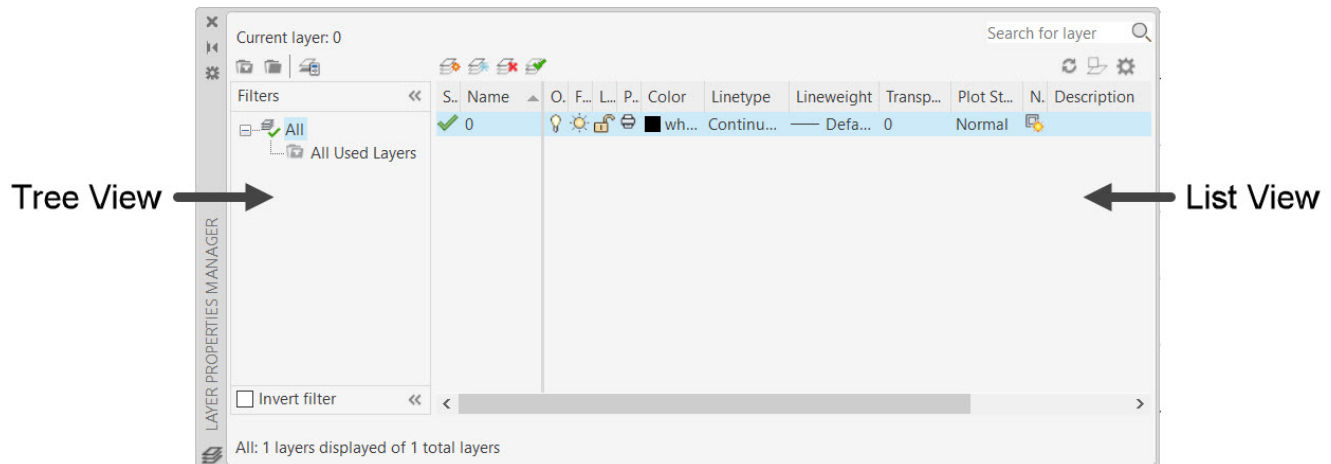 Current layer: 0
Search for layer
Filters
S.. Name O. F... L... P.. Color Linetype Lineweight Transp... Plot St... N. Description
All
0 wh... Continu... Defa... 0 Normal
All Used Layers
Tree View
List View
LAYER PROPERTIES MANAGER
Invert filter
All: 1 layers displayed of 1 total layers